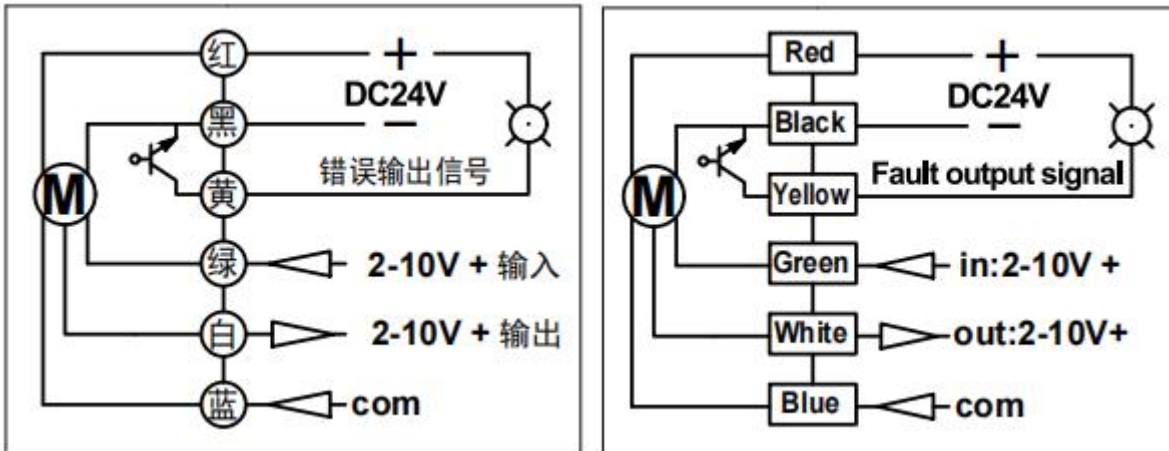 红
+
DC24V
黑
−
错误输出信号
黄
M
绿
2-10V + 输入
白
2-10V + 输出
蓝
com
Red
+
DC24V
Black
−
Fault output signal
Yellow
M
Green
in:2-10V +
White
out:2-10V+
Blue
com